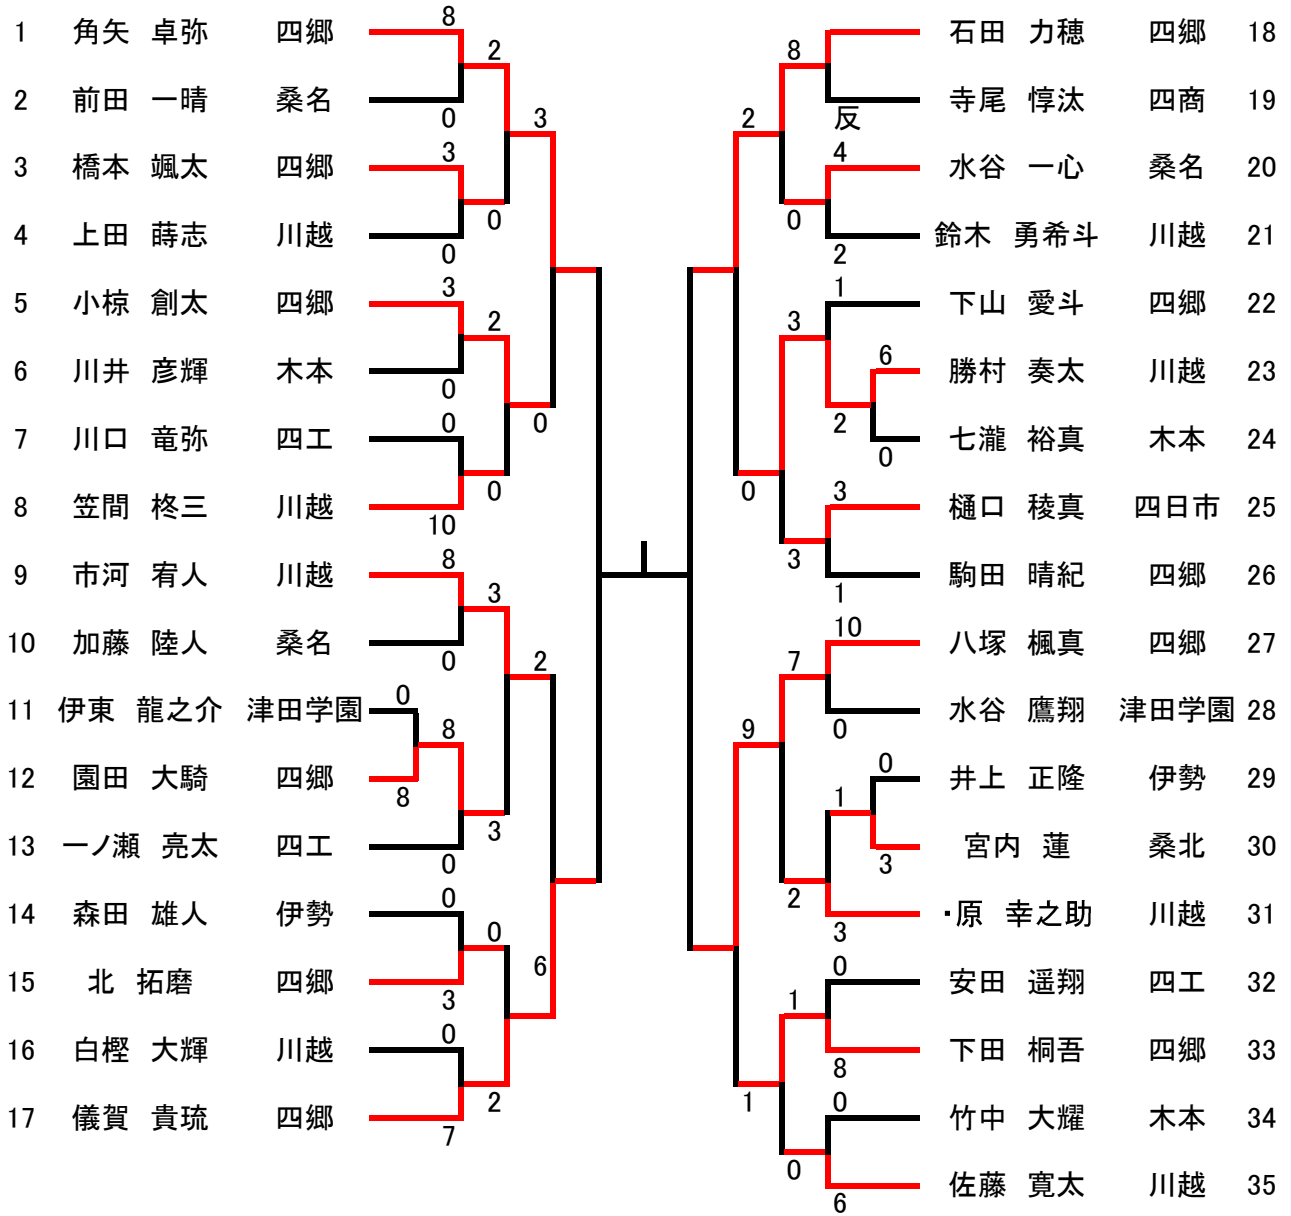 1 角矢 卓弥 四郷 8
2 前田 一晴 桑名 0
2
3 橋本 颯太 四郷 3
4 上田 蒔志 川越 0
0
3
5 小椋 創太 四郷 3
6 川井 彦輝 木本 0
2
7 川口 竜弥 四工 0
8 笠間 柊三 川越 10
0
0
9 市河 宥人 川越 8
10 加藤 陸人 桑名 0
3
11 伊東 龍之介 津田学園 0
12 園田 大騎 四郷 8
8
13 一ノ瀬 亮太 四工 0
3
2
14 森田 雄人 伊勢 0
15 北 拓磨 四郷 3
0
16 白樫 大輝 川越 0
17 儀賀 貴琉 四郷 7
2
6
石田 力穂 四郷 18
反 寺尾 惇汰 四商 19
8
4 水谷 一心 桑名 20
2 鈴木 勇希斗 川越 21
0
2
1 下山 愛斗 四郷 22
6 勝村 奏太 川越 23
0 七瀧 裕真 木本 24
2
3
3 樋口 稜真 四日市 25
1 駒田 晴紀 四郷 26
3
0
10 八塚 楓真 四郷 27
0 水谷 鷹翔 津田学園 28
7
0 井上 正隆 伊勢 29
3 宮内 蓮 桑北 30
1
3 ・原 幸之助 川越 31
2
9
0 安田 遥翔 四工 32
8 下田 桐吾 四郷 33
1
0 竹中 大耀 木本 34
6 佐藤 寛太 川越 35
0
1